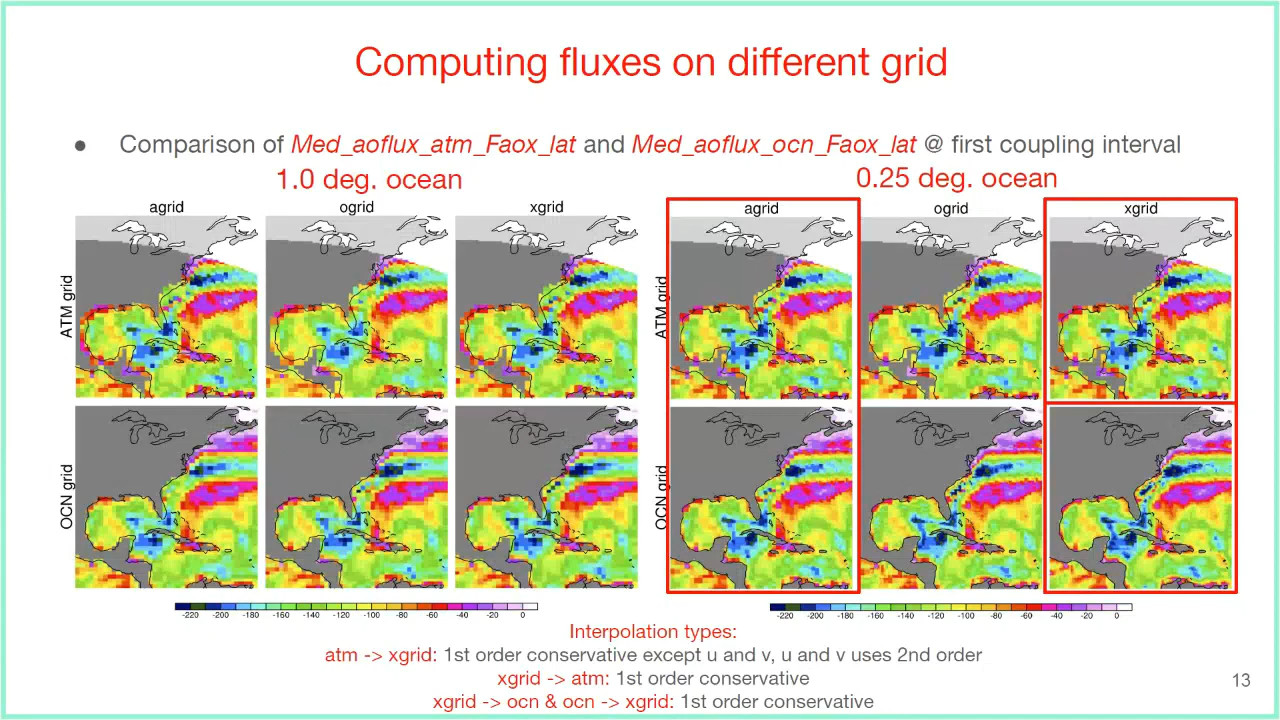 Computing fluxes on different grid
● Comparison of Med_aoflux_atm_Faox_lat and Med_aoflux_ocn_Faox_lat @ first coupling interval
1.0 deg. ocean
0.25 deg. ocean
agrid ogrid xgrid
agrid ogrid xgrid
ATM grid
ATM grid
OCN grid
OCN grid
-220 -200 -180 -160 -140 -120 -100 -80 -60 -40 -20 0
-220 -200 -180 -160 -140 -120 -100 -80 -60 -40 -20 0
Interpolation types:
atm -> xgrid: 1st order conservative except u and v, u and v uses 2nd order
xgrid -> atm: 1st order conservative
xgrid -> ocn & ocn -> xgrid: 1st order conservative
13